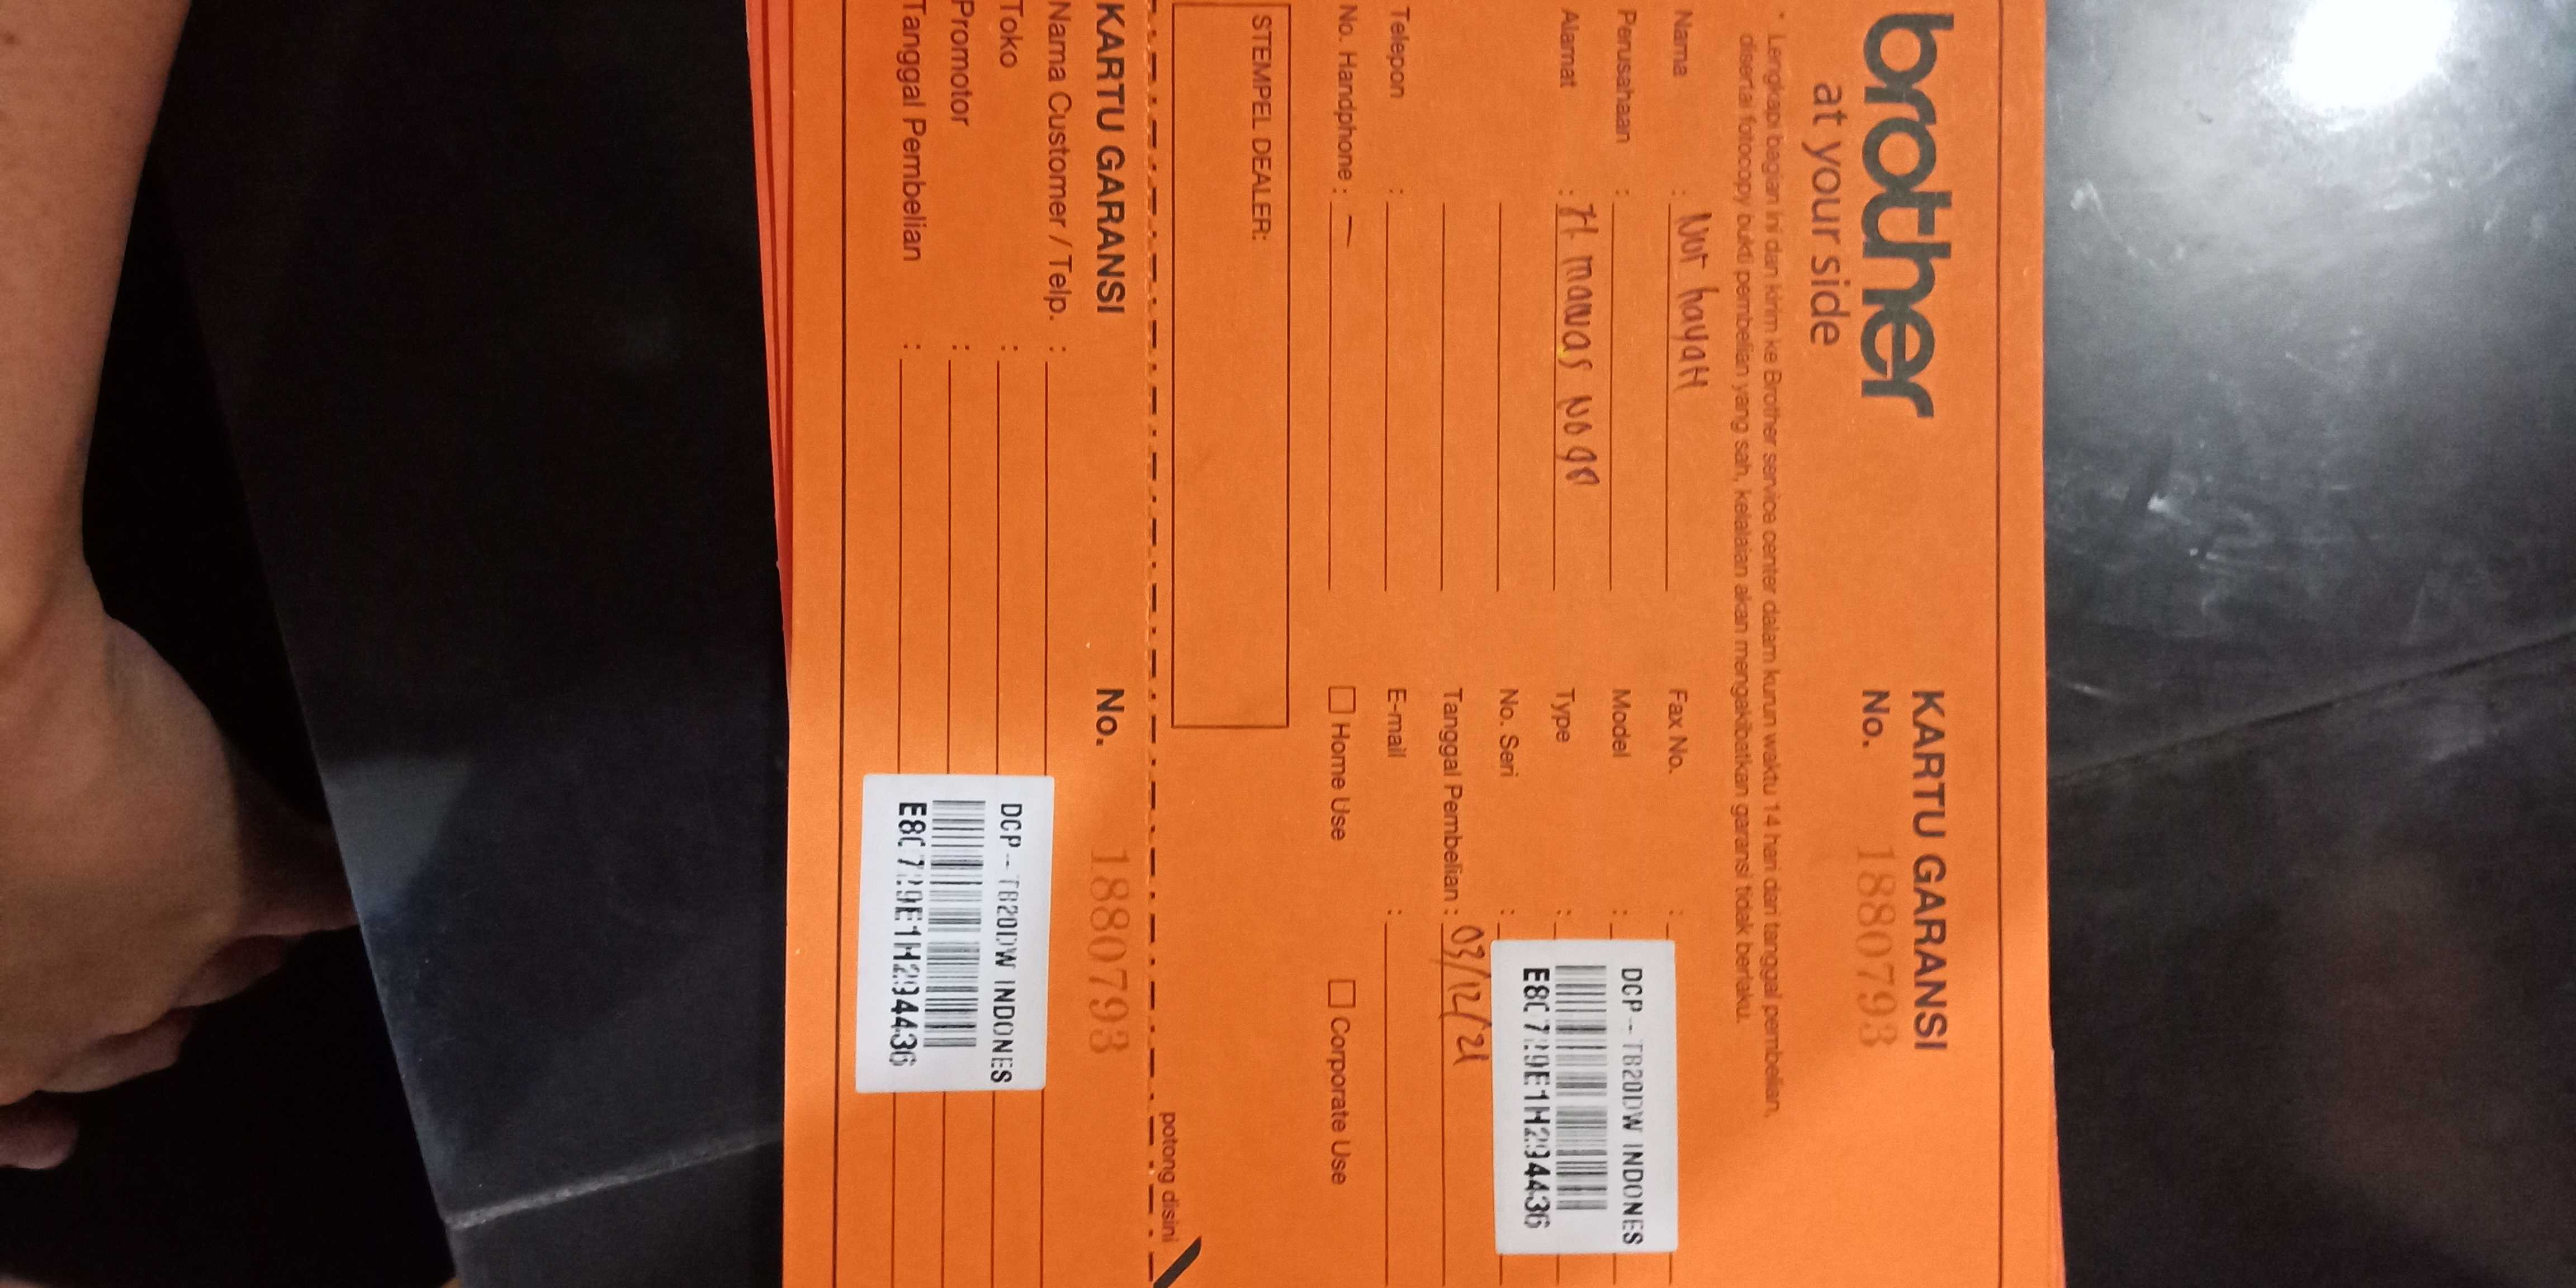 brother
at your side
KARTU GARANSI
No. 1880793
* Lengkapi bagian ini dan kirim ke Brother service center dalam kurun waktu 14 hari dari tanggal pembelian,
disertai fotocopy bukti pembelian yang sah, kelalaian akan mengakibatkan garansi tidak berlaku.
Nama : Nur hayaH
Perusahaan :
Alamat : manas No
Telepon :
No. Handphone : –
Fax No. :
Model :
Type :
No. Seri :
DCP-T820DW INDONES
E8C729E1H294436
Tanggal Pembelian : 03/12/21
E-mail :
Home Use
Corporate Use
STEMPEL DEALER:
potong disini
KARTU GARANSI
No. 1880793
Nama Customer / Telp. :
Toko :
Promotor :
Tanggal Pembelian :
DCP-T820DW INDONES
E8C729E1H294436